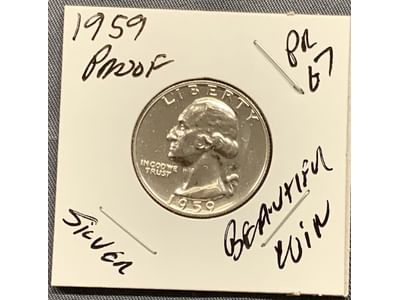 1959
PROOF
PR
67
LIBERTY
IN GOD WE
TRUST
1959
SILVER
BEAUTIFUL
COIN